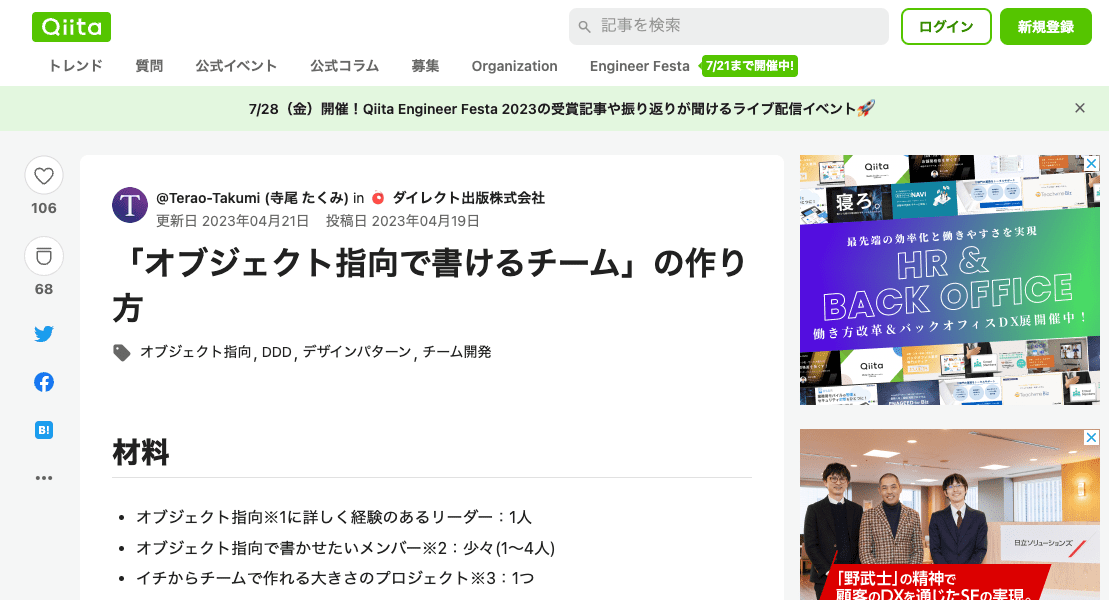 Qiita
記事を検索
ログイン
新規登録
トレンド
質問
公式イベント
公式コラム
募集
Organization
Engineer Festa
7/21まで開催中!
7/28（金）開催！Qiita Engineer Festa 2023の受賞記事や振り返りが聞けるライブ配信イベント🚀
106
68
B!
T
@Terao-Takumi (寺尾 たくみ) in ダイレクト出版株式会社
更新日 2023年04月21日 投稿日 2023年04月19日
「オブジェクト指向で書けるチーム」の作り
方
オブジェクト指向, DDD, デザインパターン, チーム開発
材料
オブジェクト指向※1に詳しく経験のあるリーダー：1人
オブジェクト指向で書かせたいメンバー※2：少々(1〜4人)
イチからチームで作れる大きさのプロジェクト※3：1つ
Qiita
寝ろ。
最先端の効率化と働きやすさを実現
HR &
BACK OFFICE
働き方改革＆バックオフィスDX展開催中！
Qiita
日立ソリューションズ
「野武士」の精神で
顧客のDXを通じたSEの実現。